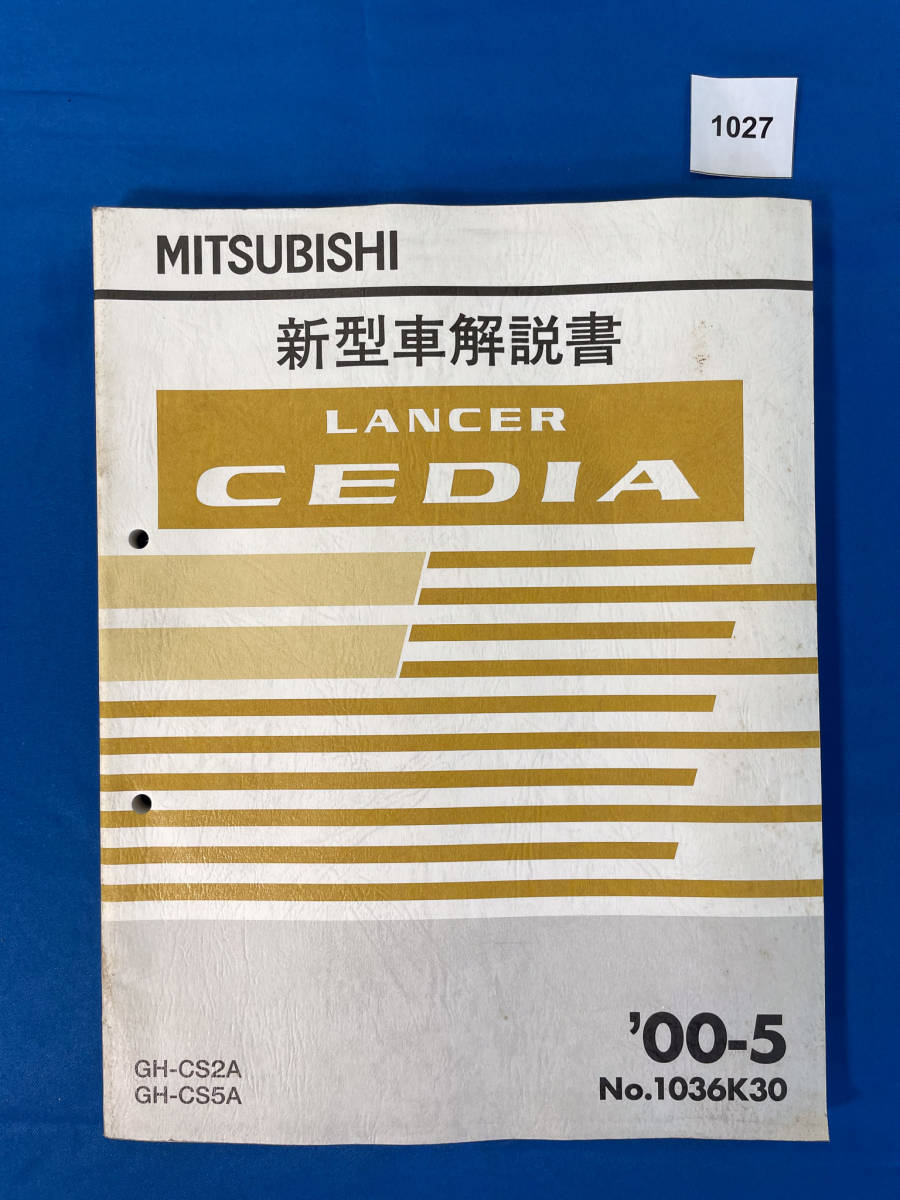 1027
MITSUBISHI
新型車解説書
LANCER
CEDIA
'00-5
No.1036K30
GH-CS2A
GH-CS5A